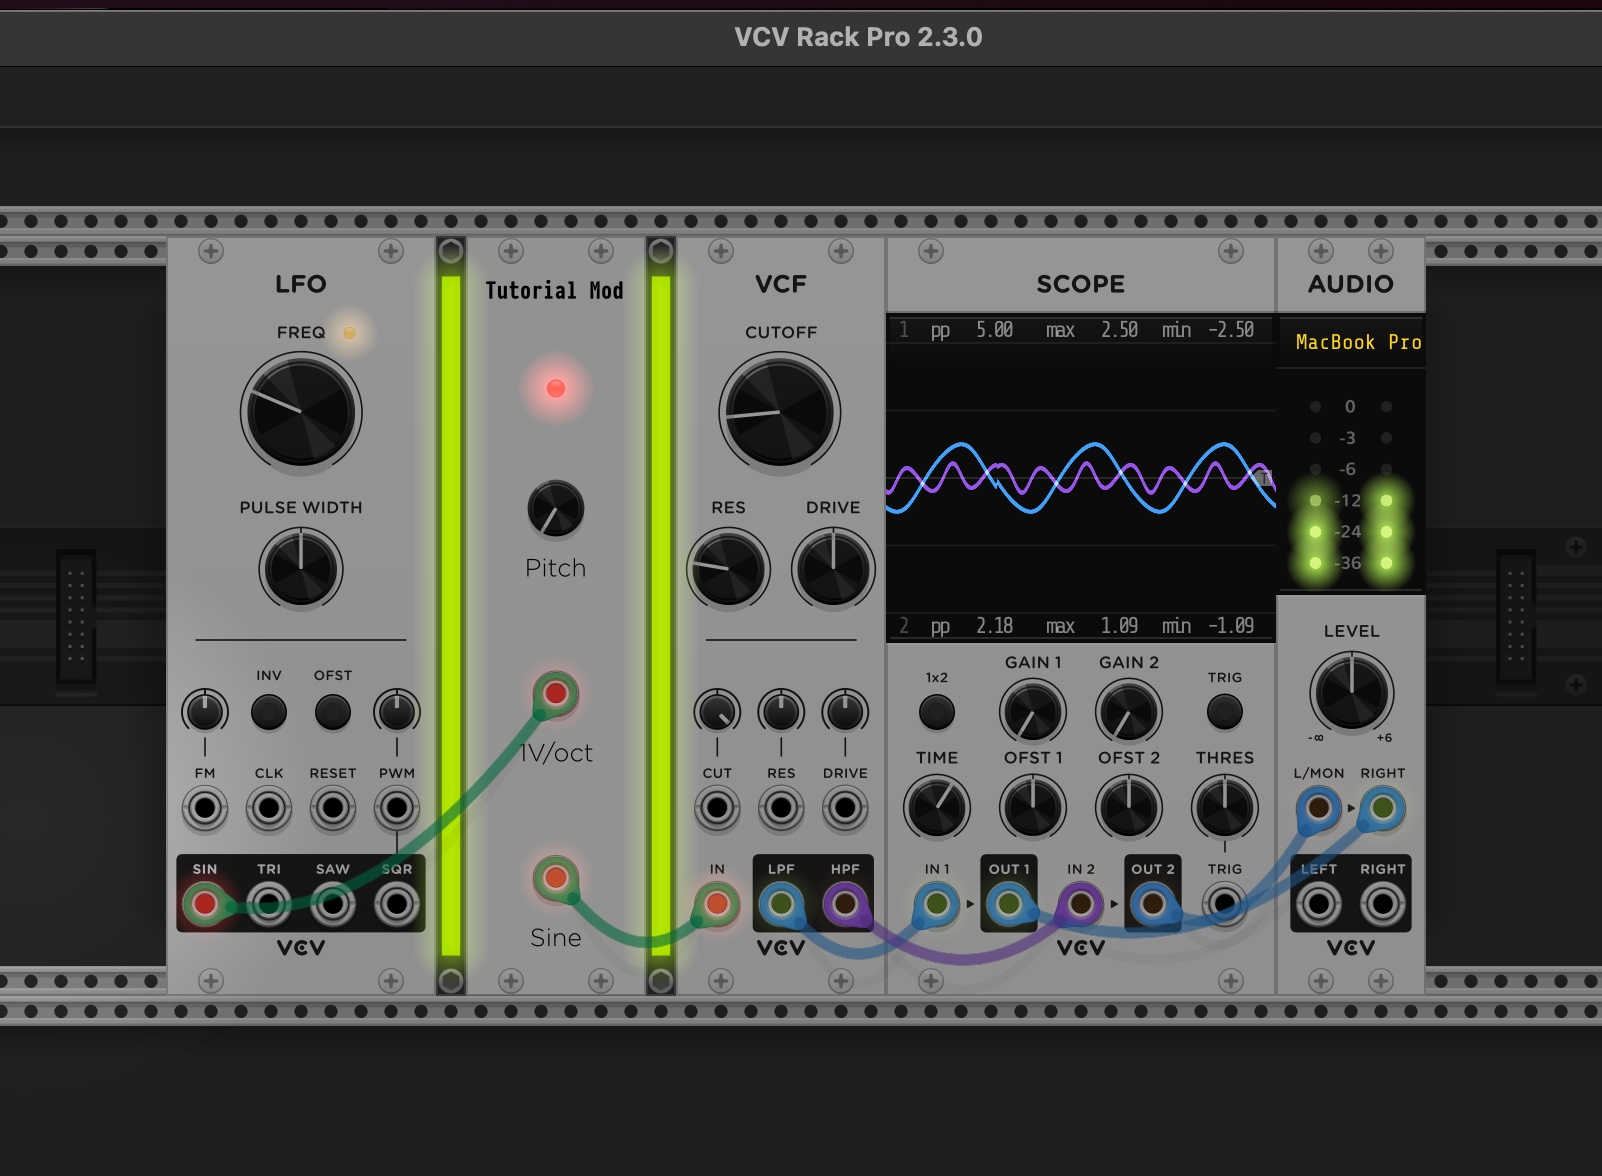 VCV Rack Pro 2.3.0
LFO
FREQ
PULSE WIDTH
INV OFST
FM CLK RESET PWM
SIN TRI SAW SQR
VCV
Tutorial Mod
Pitch
1V/oct
Sine
VCF
CUTOFF
RES DRIVE
CUT RES DRIVE
IN LPF HPF
VCV
SCOPE
1 pp 5.00 max 2.50 min -2.50
T
2 pp 2.18 max 1.09 min -1.09
1x2 GAIN 1 GAIN 2 TRIG
TIME OFST 1 OFST 2 THRES
IN 1 OUT 1 IN 2 OUT 2 TRIG
VCV
AUDIO
MacBook Pro
0
-3
-6
-12
-24
-36
LEVEL
-∞ +6
L/MON RIGHT
LEFT RIGHT
VCV